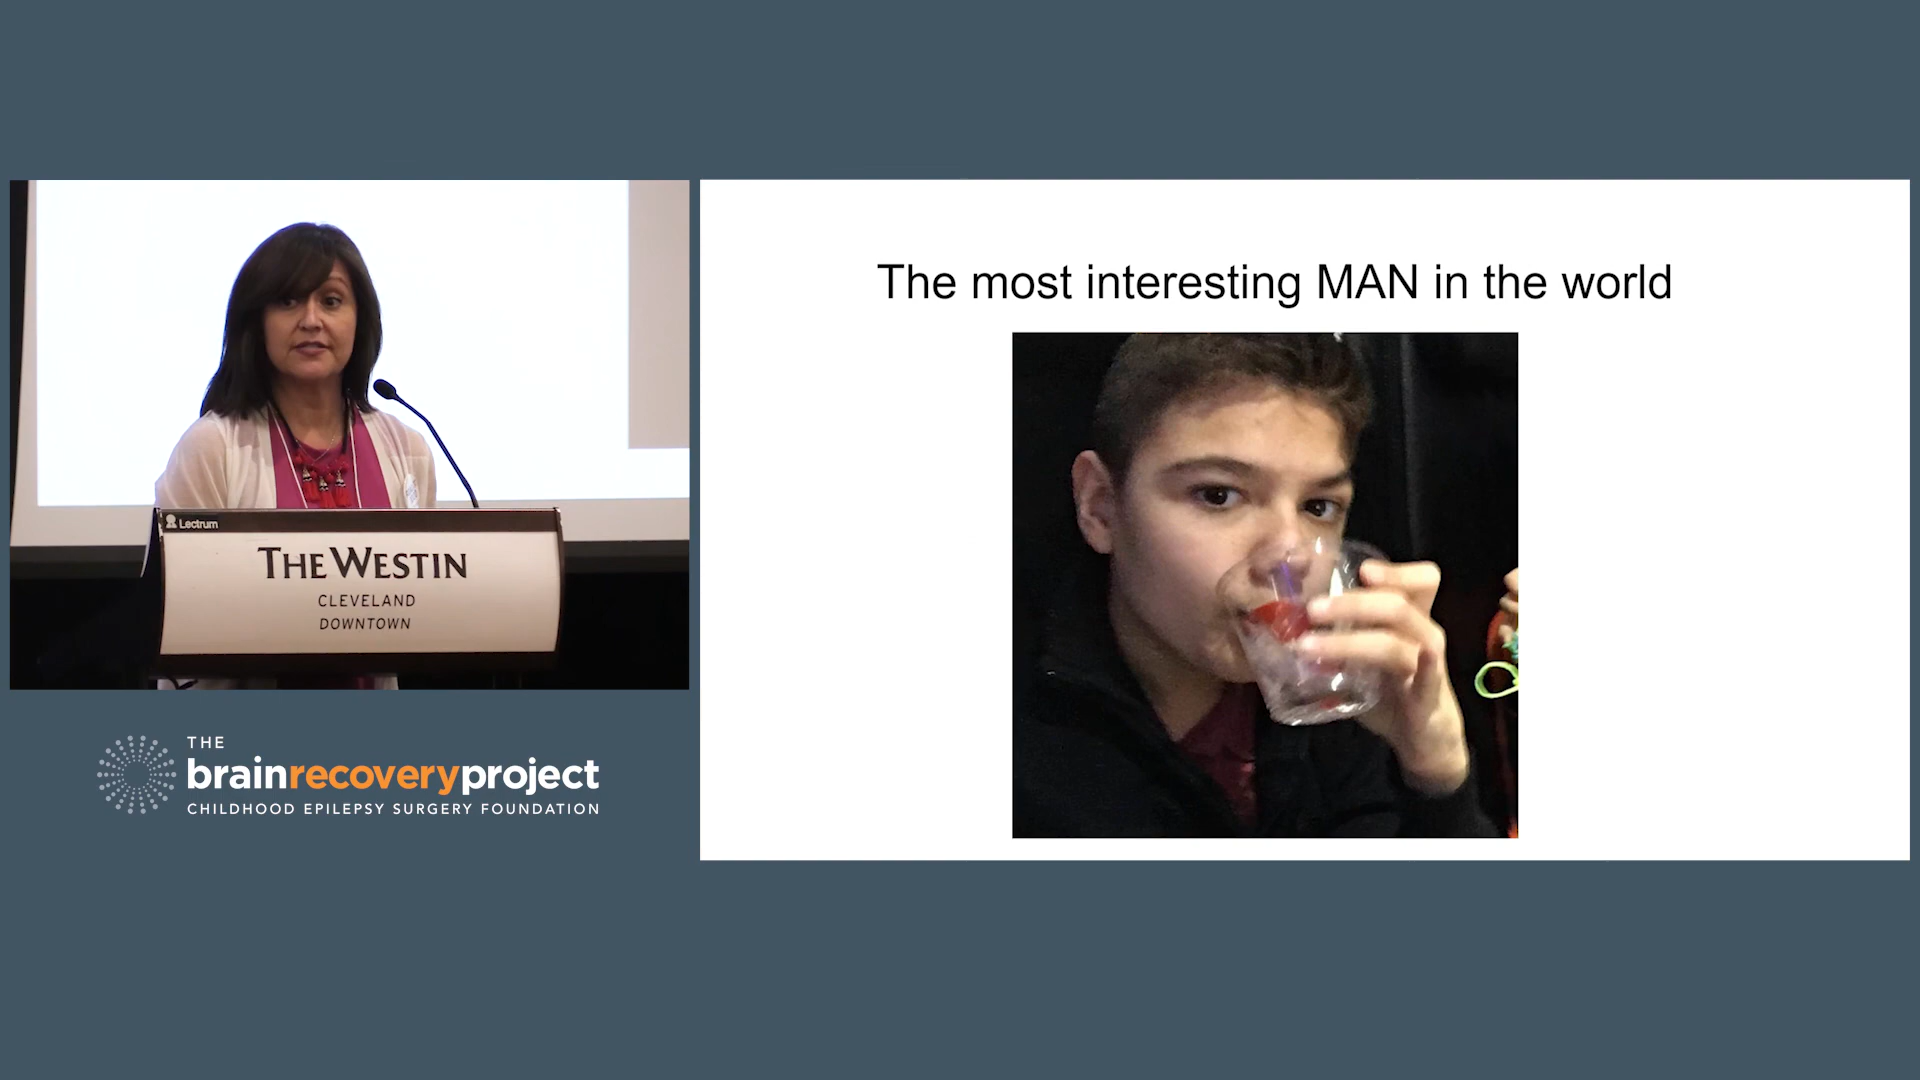 The most interesting MAN in the world
Lectrum
THE WESTIN
CLEVELAND
DOWNTOWN
THE
brainrecoveryproject
CHILDHOOD EPILEPSY SURGERY FOUNDATION